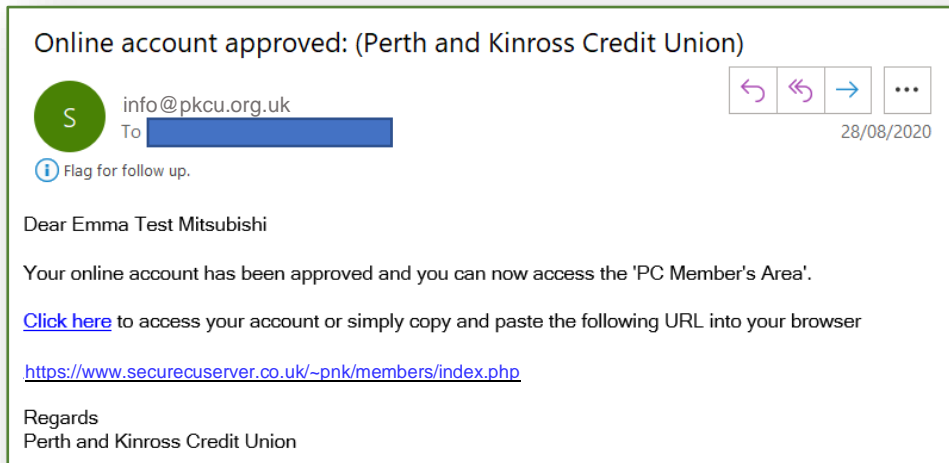 Online account approved: (Perth and Kinross Credit Union)
S
info@pkcu.org.uk
To
28/08/2020
Flag for follow up.
Dear Emma Test Mitsubishi
Your online account has been approved and you can now access the 'PC Member's Area'.
Click here to access your account or simply copy and paste the following URL into your browser
https://www.securecuserver.co.uk/~pnk/members/index.php
Regards
Perth and Kinross Credit Union